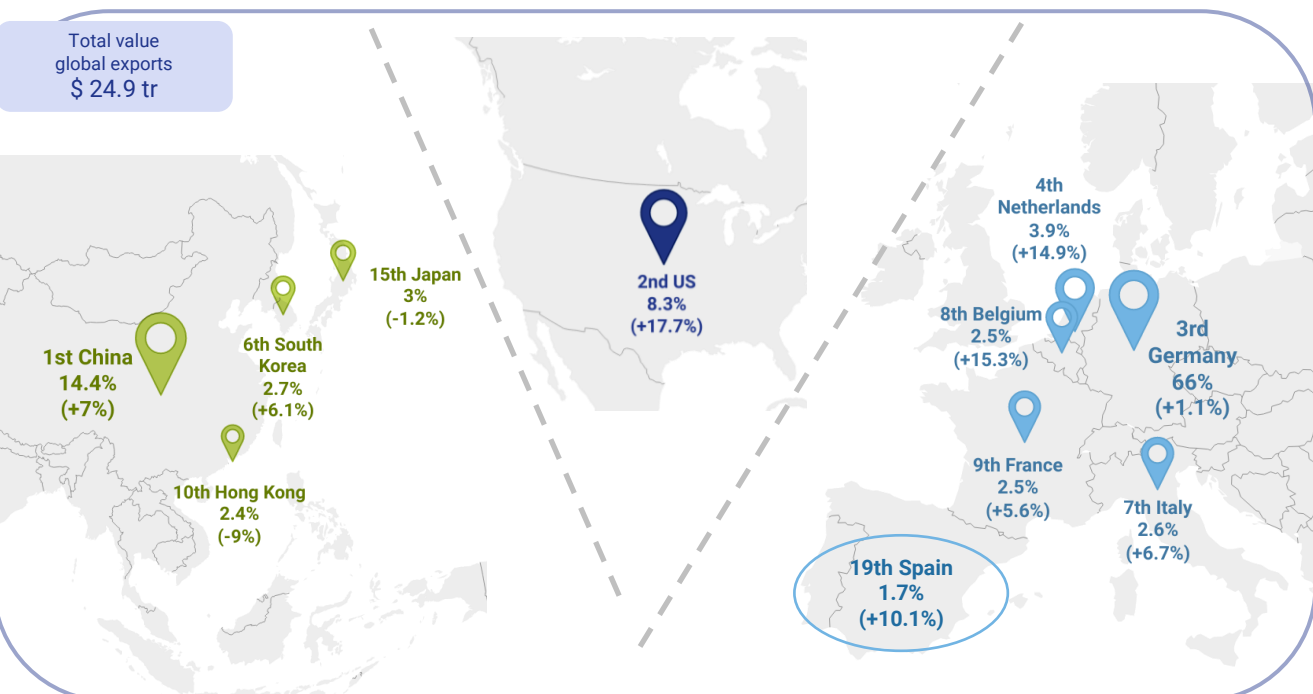 Total value
global exports
$ 24.9 tr
15th Japan
3%
(-1.2%)
6th South
Korea
2.7%
(+6.1%)
1st China
14.4%
(+7%)
10th Hong Kong
2.4%
(-9%)
2nd US
8.3%
(+17.7%)
4th
Netherlands
3.9%
(+14.9%)
8th Belgium
2.5%
(+15.3%)
3rd
Germany
66%
(+1.1%)
9th France
2.5%
(+5.6%)
7th Italy
2.6%
(+6.7%)
19th Spain
1.7%
(+10.1%)